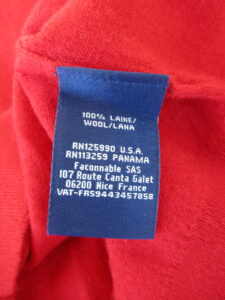 100% LAINE/
WOOL/LANA
RN125990 U.S.A.
RN113259 PANAMA
Faconnable SAS
107 Route Canta Galet
06200 Nice France
VAT-FR59443457858